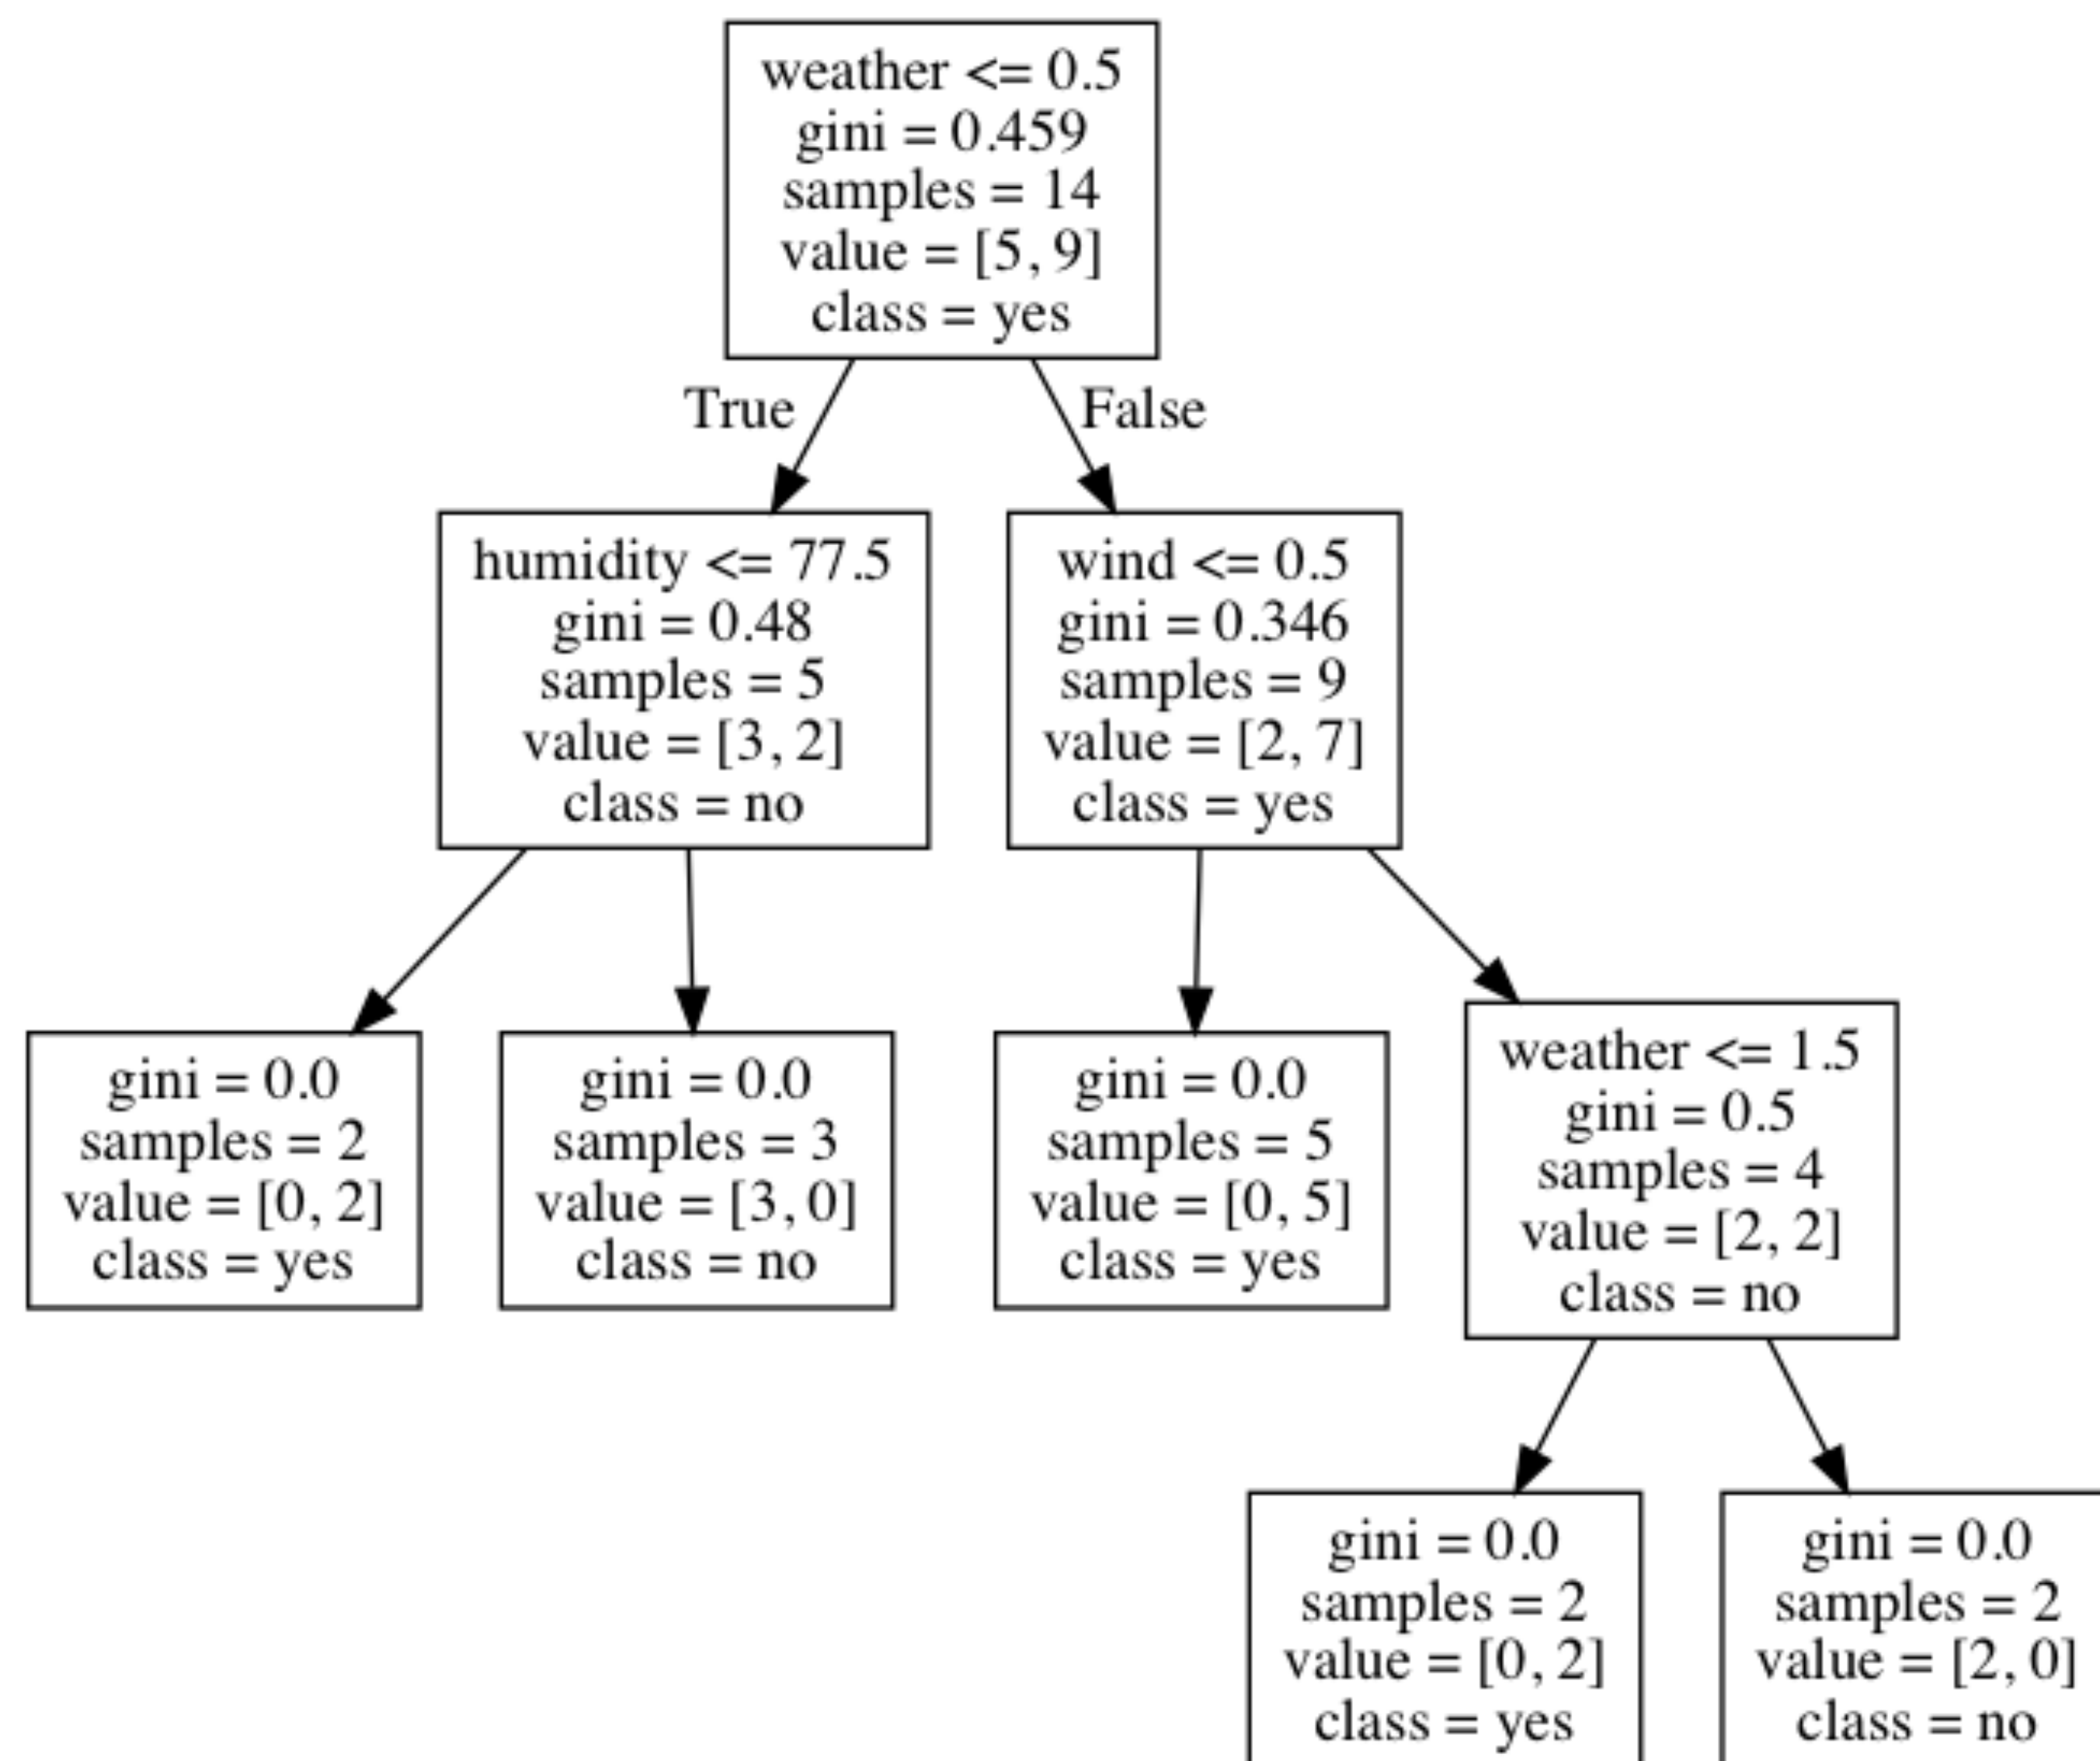 weather <= 0.5
gini = 0.459
samples = 14
value = [5, 9]
class = yes
True
False
humidity <= 77.5
gini = 0.48
samples = 5
value = [3, 2]
class = no
wind <= 0.5
gini = 0.346
samples = 9
value = [2, 7]
class = yes
gini = 0.0
samples = 2
value = [0, 2]
class = yes
gini = 0.0
samples = 3
value = [3, 0]
class = no
gini = 0.0
samples = 5
value = [0, 5]
class = yes
weather <= 1.5
gini = 0.5
samples = 4
value = [2, 2]
class = no
gini = 0.0
samples = 2
value = [0, 2]
class = yes
gini = 0.0
samples = 2
value = [2, 0]
class = no